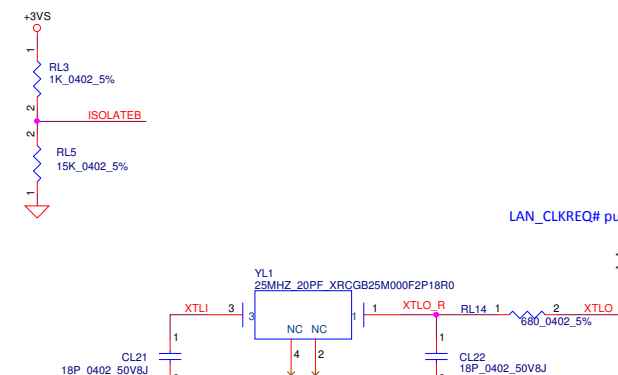 +3VS
1
RL3
1K_0402_5%
2
ISOLATEB
2
RL5
15K_0402_5%
1
LAN_CLKREQ# pu
YL1
25MHZ_20PF_XRCGB25M000F2P18R0
XTLI 3 3 1 1 XTLO_R RL14 1 2 XTLO
680_0402_5%
NC NC
4 2
1 1
CL21 CL22
18P_0402_50V8J 18P_0402_50V8J